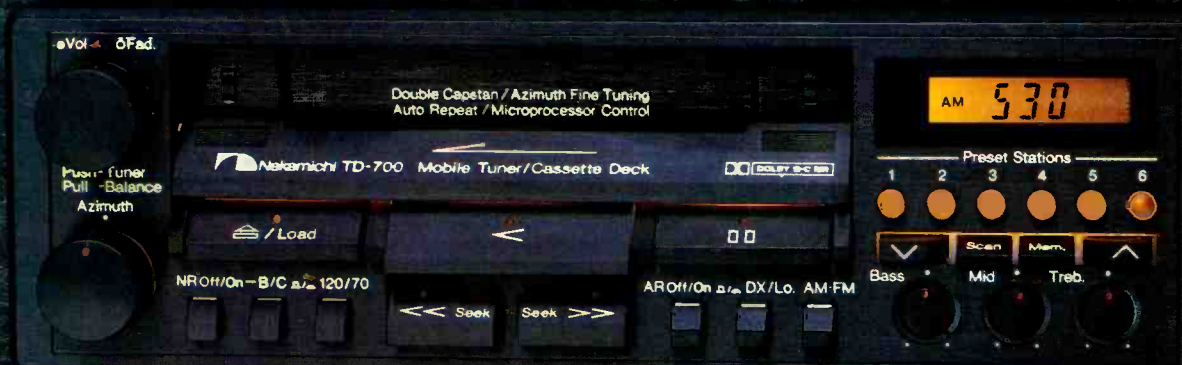 Vol
Fad.
Double Capstan / Azimuth Fine Tuning
Auto Repeat / Microprocessor Control
Nakamichi TD-700 Mobile Tuner/Cassette Deck
DOLBY B-C NR
Push-Tuner
Pull -Balance
Azimuth
/Load
NR Off/On-B/C 120/70
<< Seek
Seek >>
AR Off/On DX/Lo. AM-FM
AM 530
Preset Stations
1 2 3 4 5 6
Scan Mem.
Bass Mid Treb.